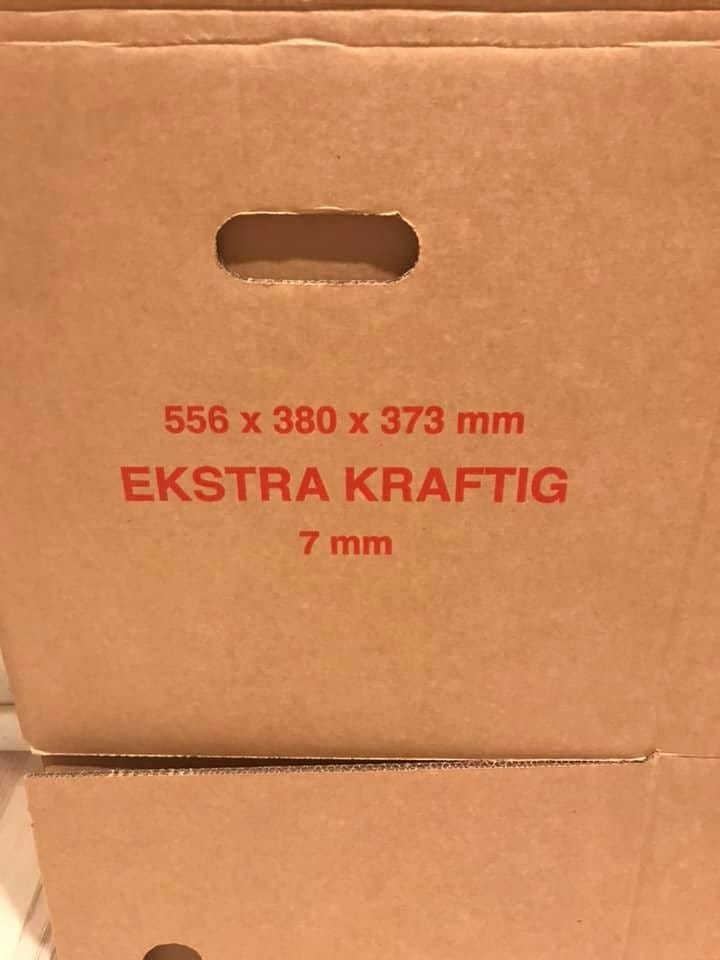 556 x 380 x 373 mm
EKSTRA KRAFTIG
7 mm